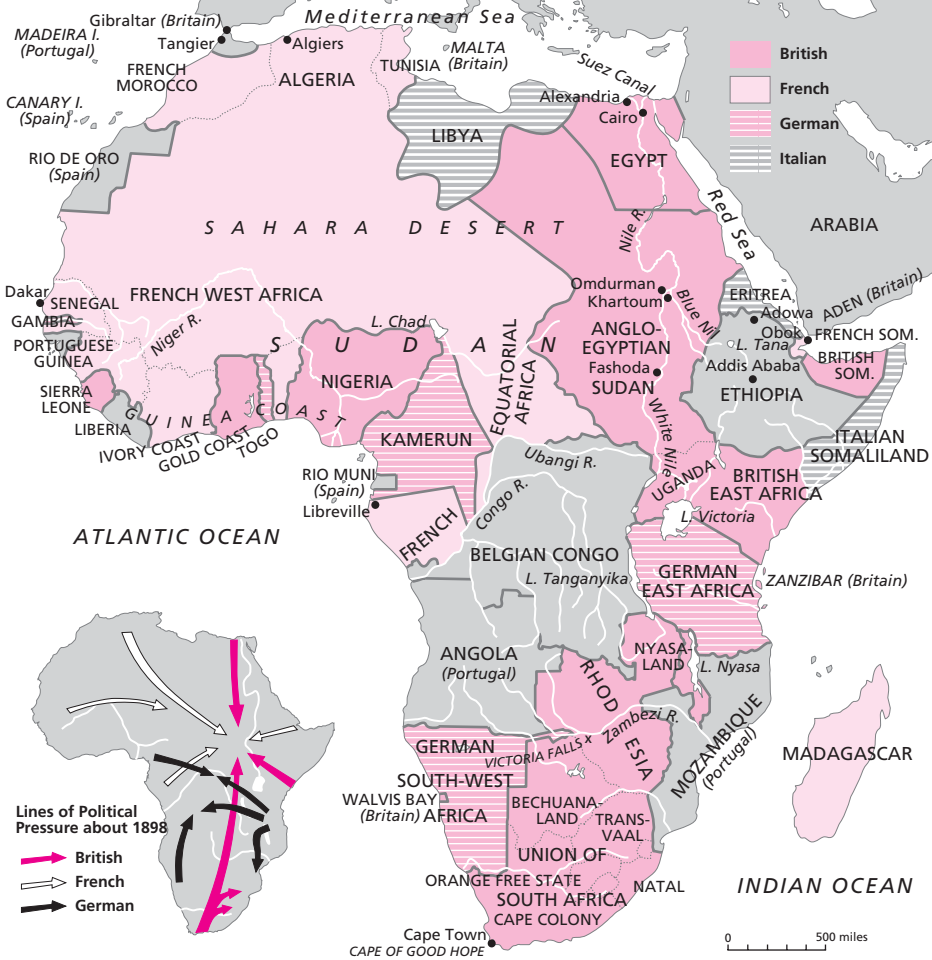 Mediterranean Sea
Gibraltar (Britain)
MADEIRA I.
(Portugal)
Tangier
Algiers
FRENCH
MOROCCO
ALGERIA
TUNISIA
MALTA
(Britain)
Suez Canal
British
French
German
Italian
CANARY I.
(Spain)
Alexandria
Cairo
LIBYA
EGYPT
RIO DE ORO
(Spain)
Red Sea
ARABIA
SAHARA DESERT
Nile R.
Dakar
SENEGAL
GAMBIA
PORTUGUESE
GUINEA
SIERRA
LEONE
LIBERIA
FRENCH WEST AFRICA
Niger R.
L. Chad
SUDAN
NIGERIA
GUINEA COAST
IVORY COAST
GOLD COAST
TOGO
EQUATORIAL
AFRICA
Omdurman
Khartoum
Blue Nil
ANGLO-
EGYPTIAN
Fashoda
SUDAN
White Nile
ERITREA
Adowa
Obok
ADEN (Britain)
L. Tana
FRENCH SOM.
Addis Ababa
BRITISH
SOM.
ETHIOPIA
ITALIAN
SOMALILAND
KAMERUN
RIO MUNI
(Spain)
Libreville
FRENCH
Ubangi R.
Congo R.
UGANDA
BRITISH
EAST AFRICA
L. Victoria
ATLANTIC OCEAN
BELGIAN CONGO
L. Tanganyika
GERMAN
EAST AFRICA
ZANZIBAR (Britain)
ANGOLA
(Portugal)
NYASA-
LAND
L. Nyasa
RHOD
ESIA
Zambezi R.
MOZAMBIQUE
(Portugal)
MADAGASCAR
GERMAN
SOUTH-WEST
AFRICA
VICTORIA FALLS x
WALVIS BAY
(Britain)
BECHUANA-
LAND
TRANS-
VAAL
UNION OF
SOUTH AFRICA
ORANGE FREE STATE
NATAL
CAPE COLONY
Cape Town
CAPE OF GOOD HOPE
INDIAN OCEAN
0 500 miles
Lines of Political
Pressure about 1898
British
French
German